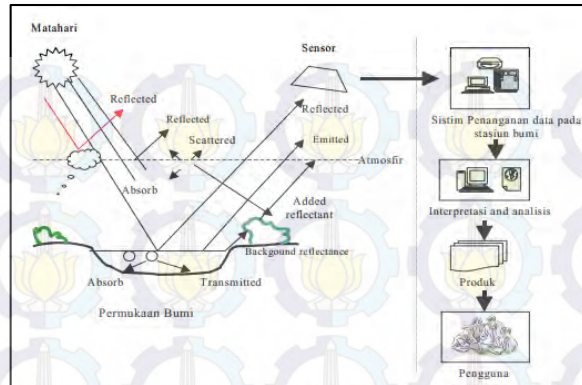 Matahari
Sensor
Reflected
Reflected
Scattered
Reflected
Emitted
Absorb
Atmosfir
Added
reflectant
Backgound reflectance
Absorb
Transmitted
Permukaan Bumi
Sistim Penanganan data pada
stasiun bumi
Interpretasi and analisis
Produk
Pengguna